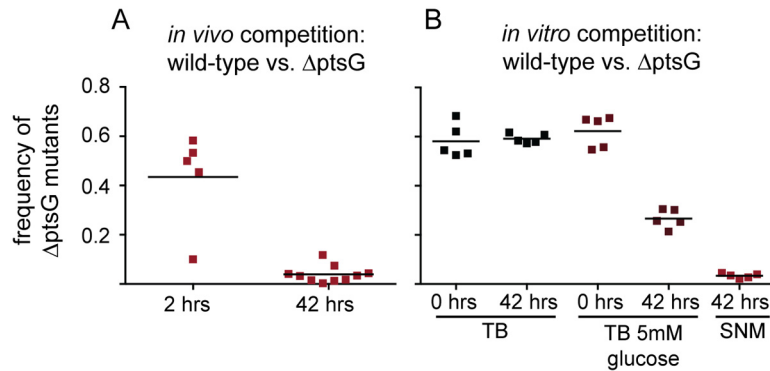 A
in vivo competition:
wild-type vs. ΔptsG
B
in vitro competition:
wild-type vs. ΔptsG
frequency of
ΔptsG mutants
0.8
0.6
0.4
0.2
2 hrs
42 hrs
0 hrs
42 hrs
0 hrs
42 hrs
42 hrs
TB
TB 5mM
glucose
SNM